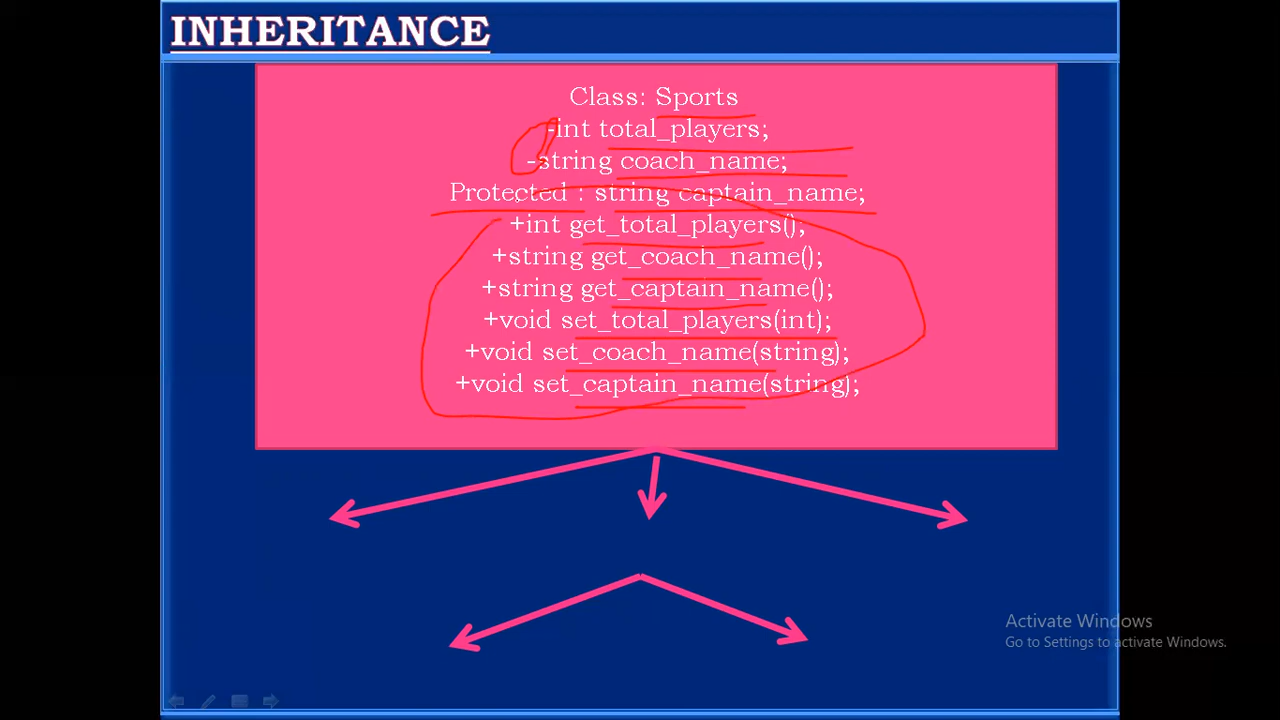 INHERITANCE
Class: Sports
-int total_players;
-string coach_name;
Protected : string captain_name;
+int get_total_players();
+string get_coach_name();
+string get_captain_name();
+void set_total_players(int);
+void set_coach_name(string);
+void set_captain_name(string);
Activate Windows
Go to Settings to activate Windows.